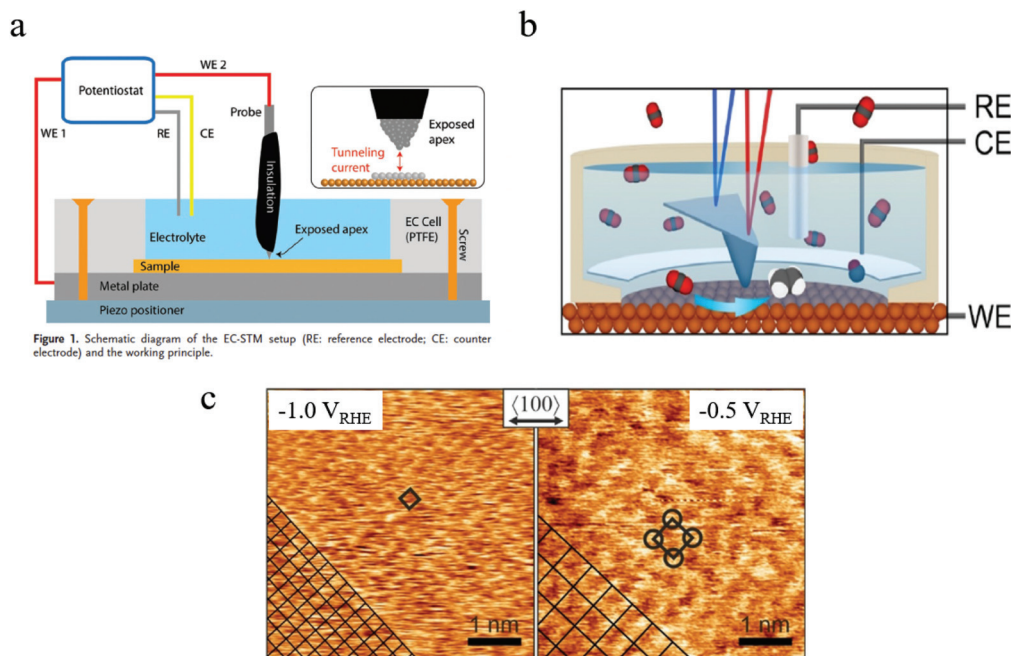 a
Potentiostat
WE 2
WE 1
RE
CE
Probe
Insulation
Exposed
apex
Tunneling
current
Electrolyte
Exposed apex
EC Cell
(PTFE)
Screw
Sample
Metal plate
Piezo positioner
Figure 1. Schematic diagram of the EC-STM setup (RE: reference electrode; CE: counter
electrode) and the working principle.
b
RE
CE
WE
c
-1.0 VRHE
⟨100⟩
-0.5 VRHE
1 nm
1 nm